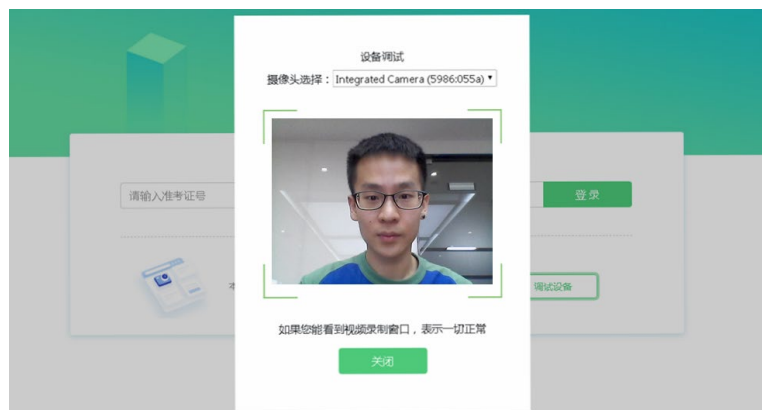 设备调试
摄像头选择：Integrated Camera (5986:055a)
请输入准考证号
登录
本
调试设备
如果您能看到视频录制窗口，表示一切正常
关闭